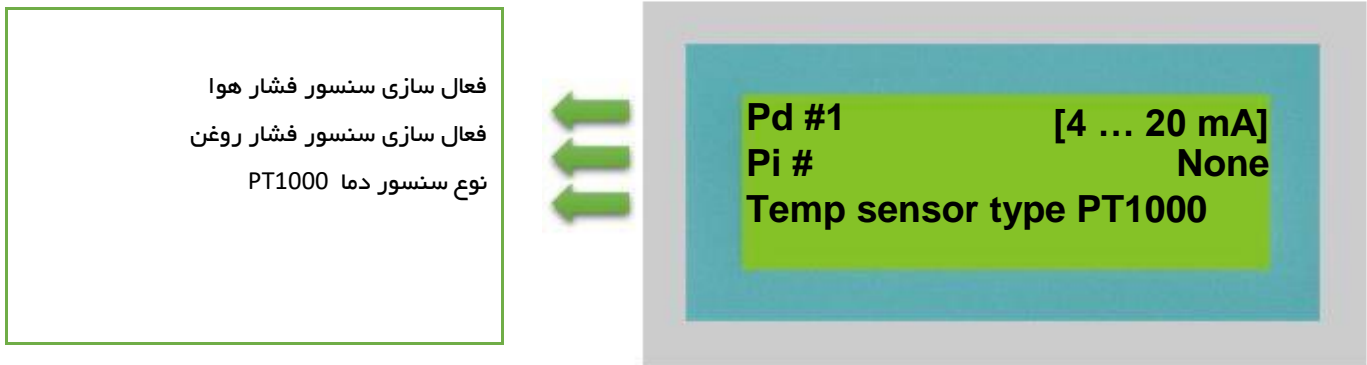 فعال سازی سنسور فشار هوا
فعال سازی سنسور فشار روغن
نوع سنسور دما PT1000
Pd #1 [4 … 20 mA]
Pi # None
Temp sensor type PT1000